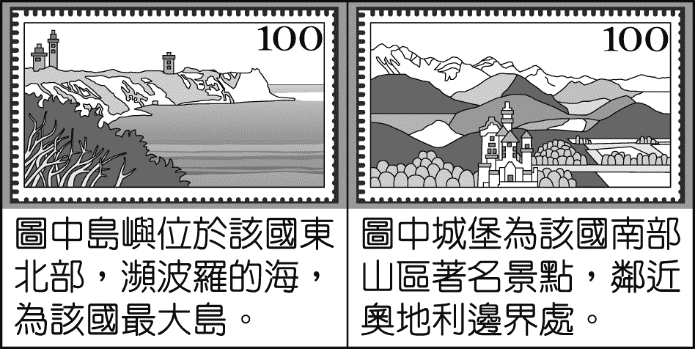 100
圖中島嶼位於該國東
北部，瀕波羅的海，
為該國最大島。
100
圖中城堡為該國南部
山區著名景點，鄰近
奧地利邊界處。